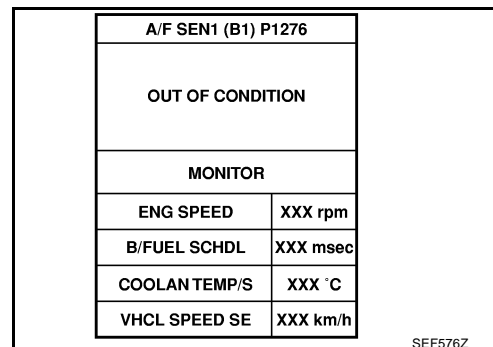 A/F SEN1 (B1) P1276
OUT OF CONDITION
MONITOR
ENG SPEED XXX rpm
B/FUEL SCHDL XXX msec
COOLAN TEMP/S XXX °C
VHCL SPEED SE XXX km/h
SEF576Z